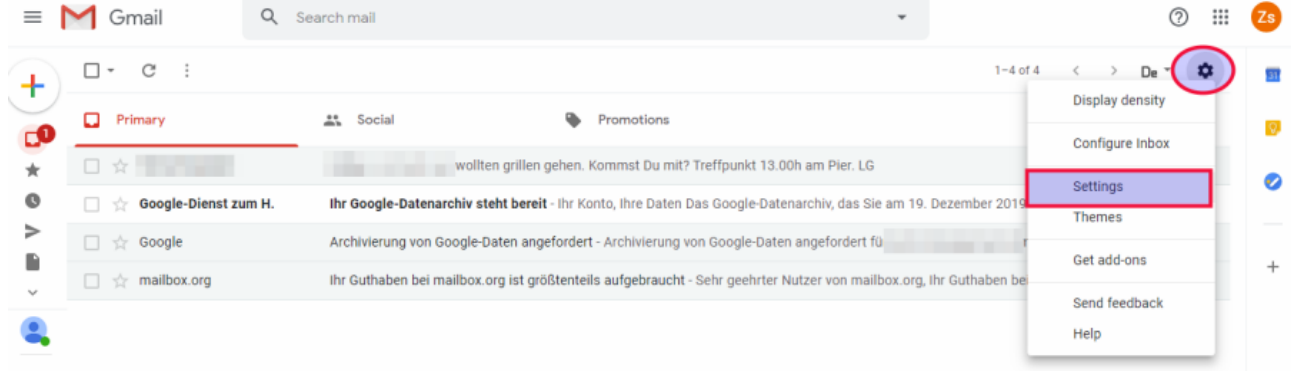 Gmail Search mail Zs
1–4 of 4 De
31
Display density
Primary Social Promotions
1
Configure Inbox
wollten grillen gehen. Kommst Du mit? Treffpunkt 13.00h am Pier. LG
Settings
Google-Dienst zum H. Ihr Google-Datenarchiv steht bereit - Ihr Konto, Ihre Daten Das Google-Datenarchiv, das Sie am 19. Dezember 2019
Themes
Google Archivierung von Google-Daten angefordert - Archivierung von Google-Daten angefordert fü
Get add-ons
mailbox.org Ihr Guthaben bei mailbox.org ist größtenteils aufgebraucht - Sehr geehrter Nutzer von mailbox.org, Ihr Guthaben be
Send feedback
Help